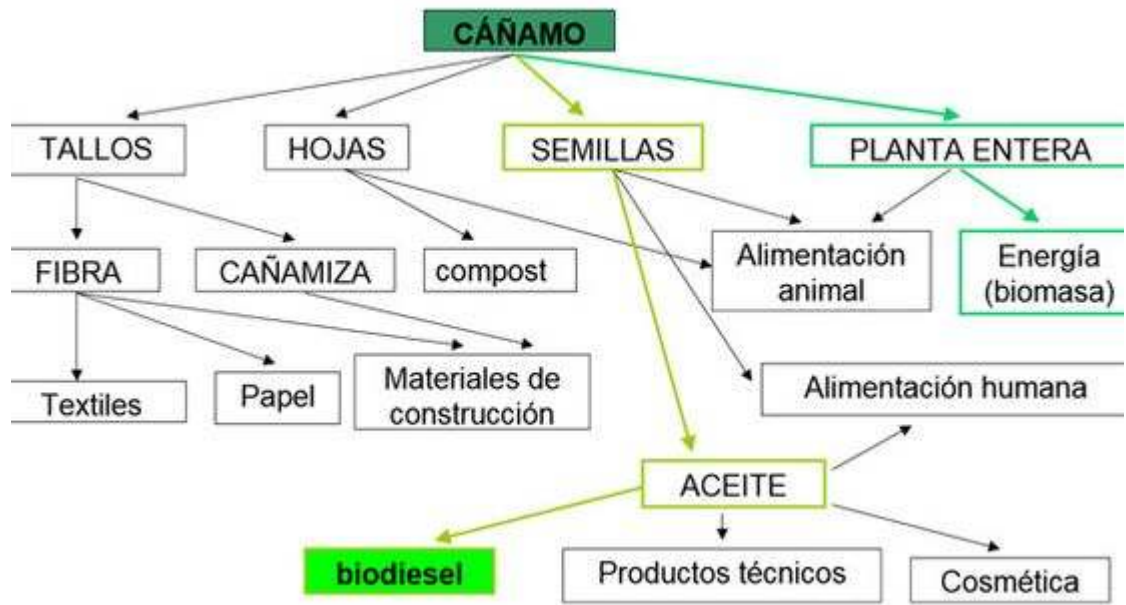 CÁÑAMO
TALLOS
HOJAS
SEMILLAS
PLANTA ENTERA
FIBRA
CAÑAMIZA
compost
Alimentación
animal
Energía
(biomasa)
Textiles
Papel
Materiales de
construcción
Alimentación humana
ACEITE
biodiesel
Productos técnicos
Cosmética